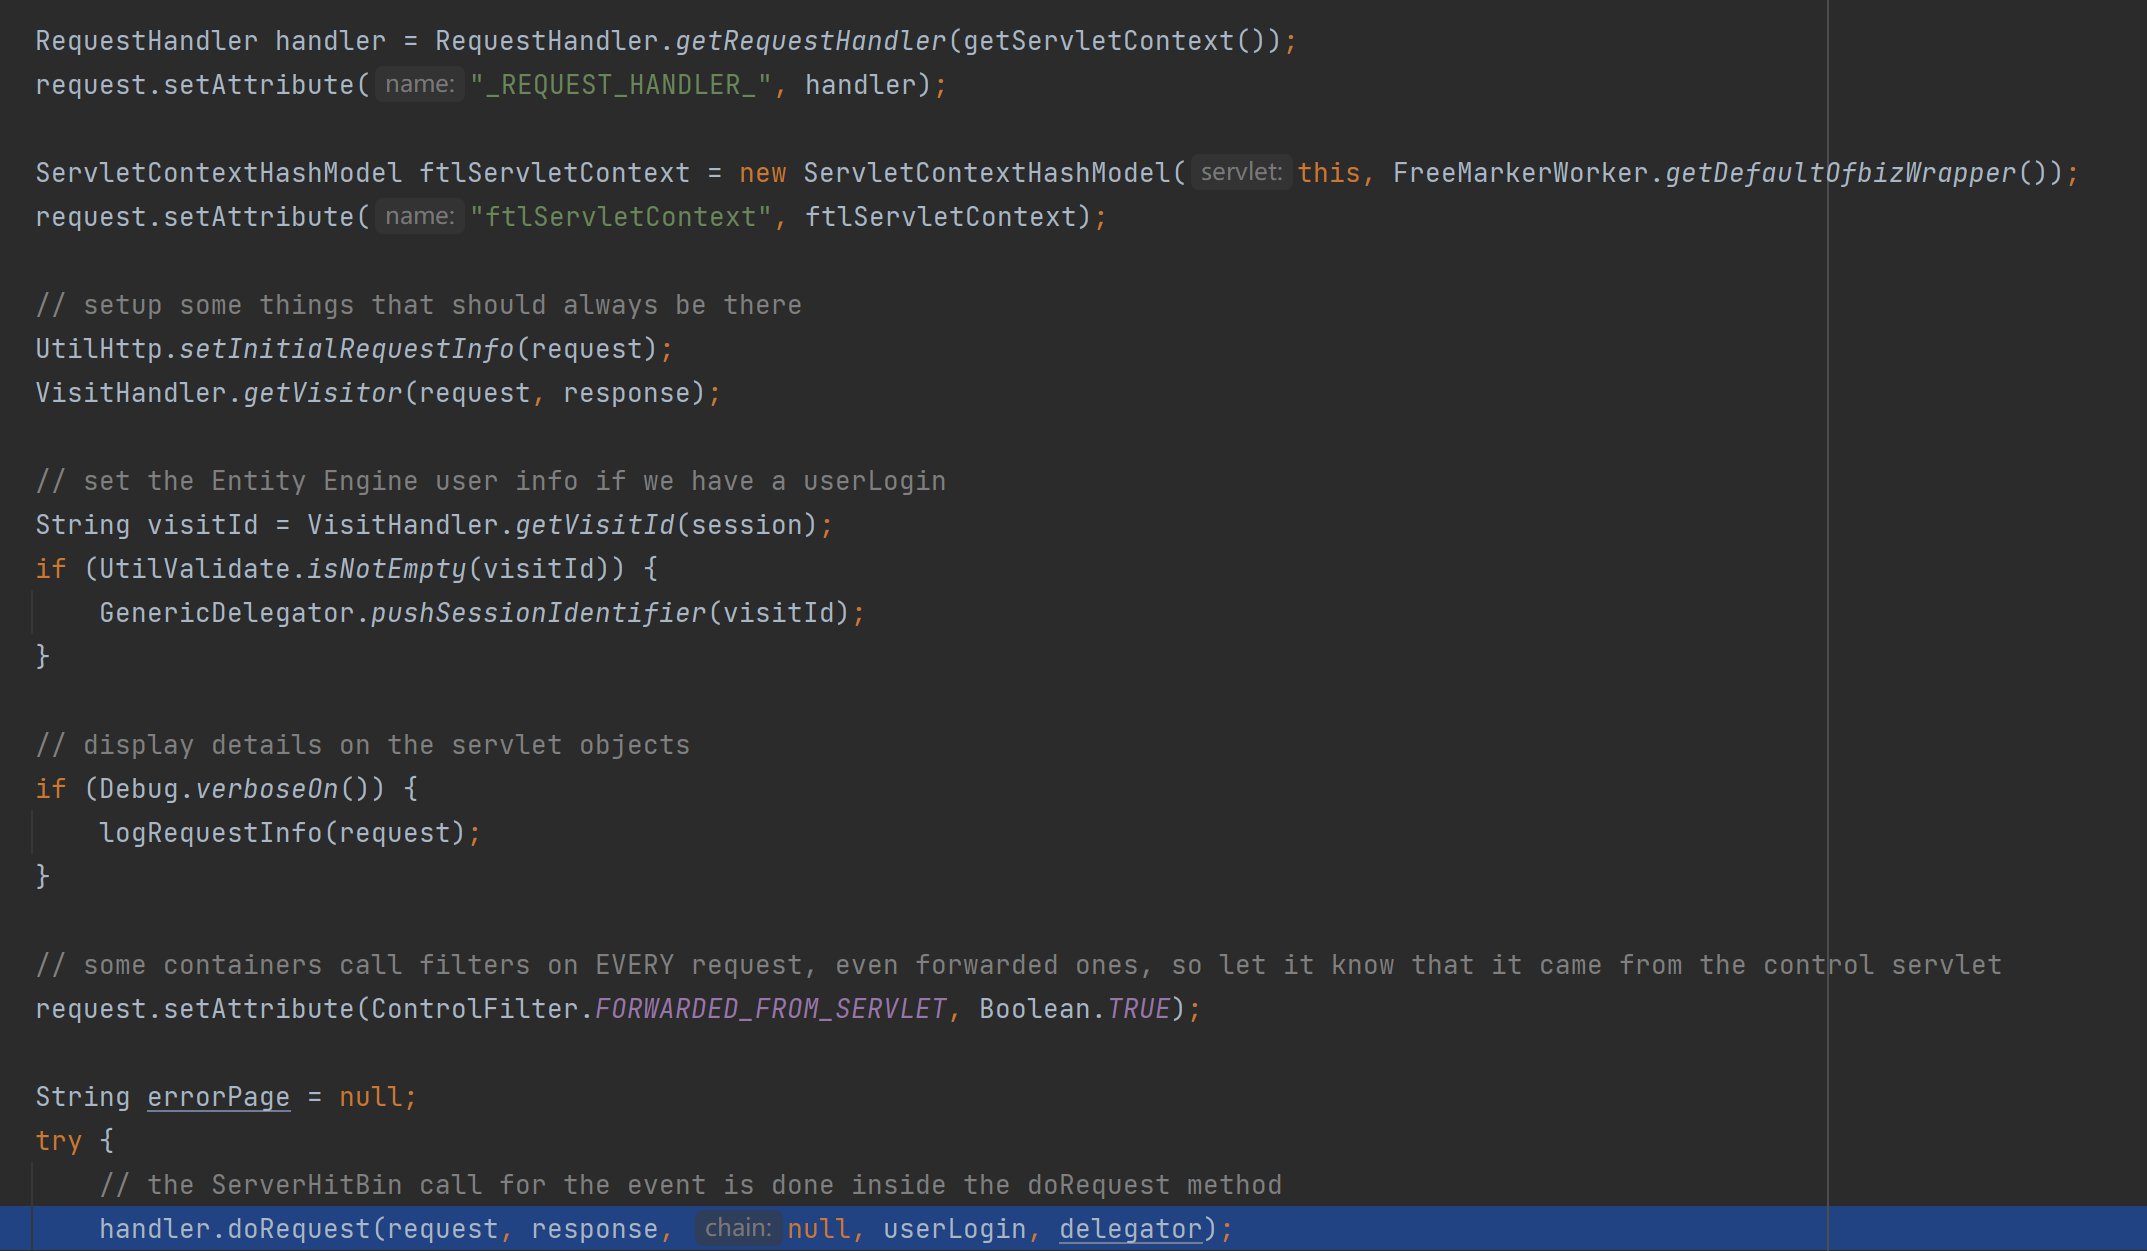 RequestHandler handler = RequestHandler.getRequestHandler(getServletContext());
request.setAttribute( name: "_REQUEST_HANDLER_", handler);
ServletContextHashModel ftlServletContext = new ServletContextHashModel( servlet: this, FreeMarkerWorker.getDefaultOfbizWrapper());
request.setAttribute( name: "ftlServletContext", ftlServletContext);
// setup some things that should always be there
UtilHttp.setInitialRequestInfo(request);
VisitHandler.getVisitor(request, response);
// set the Entity Engine user info if we have a userLogin
String visitId = VisitHandler.getVisitId(session);
if (UtilValidate.isNotEmpty(visitId)) {
    GenericDelegator.pushSessionIdentifier(visitId);
}
// display details on the servlet objects
if (Debug.verboseOn()) {
    logRequestInfo(request);
}
// some containers call filters on EVERY request, even forwarded ones, so let it know that it came from the control servlet
request.setAttribute(ControlFilter.FORWARDED_FROM_SERVLET, Boolean.TRUE);
String errorPage = null;
try {
    // the ServerHitBin call for the event is done inside the doRequest method
    handler.doRequest(request, response, chain: null, userLogin, delegator);